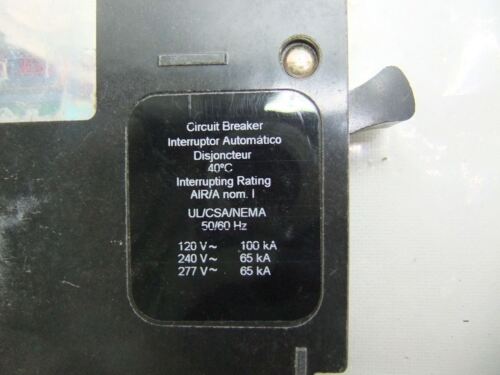 Circuit Breaker
Interruptor Automático
Disjoncteur
40°C
Interrupting Rating
AIR/A nom. I
UL/CSA/NEMA
50/60 Hz
120 V~ 100 kA
240 V~ 65 kA
277 V~ 65 kA